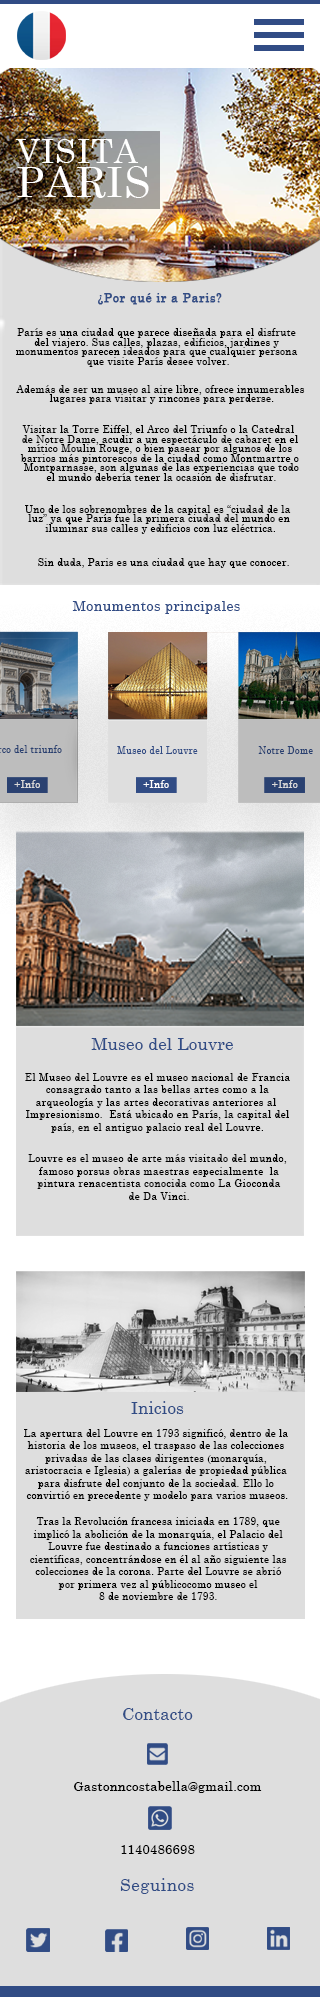 VISITA
PARIS
¿Por qué ir a Paris?
París es una ciudad que parece diseñada para el disfrute
del viajero. Sus calles, plazas, edificios, jardines y
monumentos parecen ideados para que cualquier persona
que visite París desee volver.
Además de ser un museo al aire libre, ofrece innumerables
lugares para visitar y rincones para perderse.
Visitar la Torre Eiffel, el Arco del Triunfo o la Catedral
de Notre Dame, acudir a un espectáculo de cabaret en el
mítico Moulin Rouge, o bien pasear por algunos de los
barrios más pintorescos de la ciudad como Montmartre o
Montparnasse, son algunas de las experiencias que todo
el mundo debería tener la ocasión de disfrutar.
Uno de los sobrenombres de la capital es “ciudad de la
luz” ya que París fue la primera ciudad del mundo en
iluminar sus calles y edificios con luz eléctrica.
Sin duda, Paris es una ciudad que hay que conocer.
Monumentos principales
rco del triunfo
Museo del Louvre
Notre Dome
+Info
+Info
+Info
Museo del Louvre
El Museo del Louvre es el museo nacional de Francia
consagrado tanto a las bellas artes como a la
arqueología y las artes decorativas anteriores al
Impresionismo. Está ubicado en París, la capital del
país, en el antiguo palacio real del Louvre.
Louvre es el museo de arte más visitado del mundo,
famoso porsus obras maestras especialmente la
pintura renacentista conocida como La Gioconda
de Da Vinci.
Inicios
La apertura del Louvre en 1793 significó, dentro de la
historia de los museos, el traspaso de las colecciones
privadas de las clases dirigentes (monarquía,
aristocracia e Iglesia) a galerías de propiedad pública
para disfrute del conjunto de la sociedad. Ello lo
convirtió en precedente y modelo para varios museos.
Tras la Revolución francesa iniciada en 1789, que
implicó la abolición de la monarquía, el Palacio del
Louvre fue destinado a funciones artísticas y
científicas, concentrándose en él al año siguiente las
colecciones de la corona. Parte del Louvre se abrió
por primera vez al públicocomo museo el
8 de noviembre de 1793.
Contacto
Gastonncostabella@gmail.com
1140486698
Seguinos